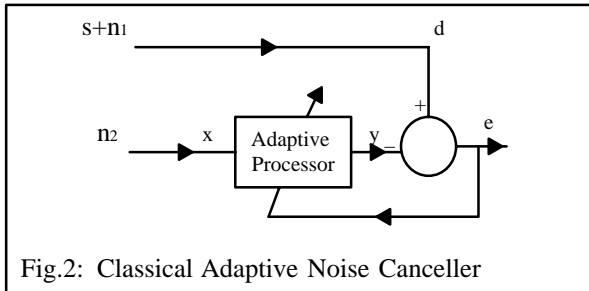 s+n1
d
+
n2
x
Adaptive
Processor
y
−
e
Fig.2: Classical Adaptive Noise Canceller